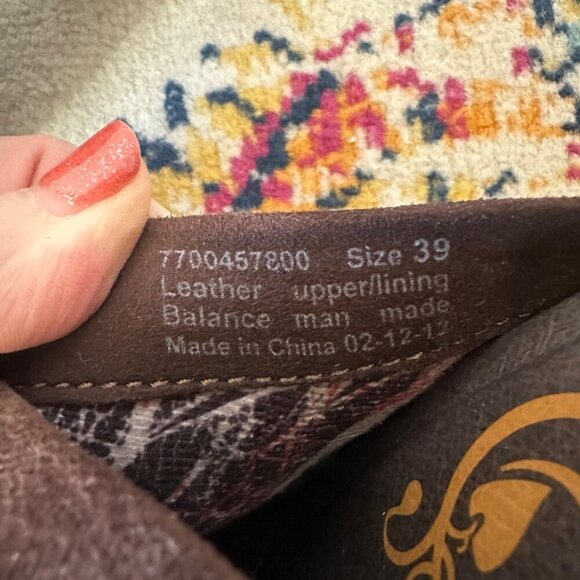 7700457800 Size 39
Leather upper/lining
Balance man made
Made in China 02-12-12